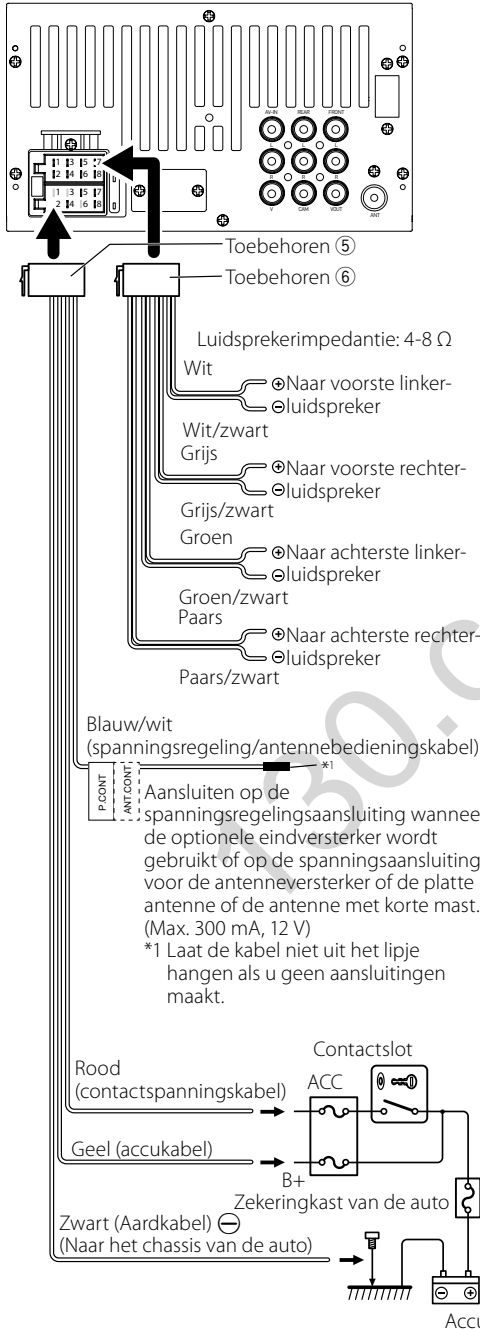 AV-IN REAR FRONT
L L L
R R R
V CAM VOUT
ANT
1 3 5 7
2 4 6 8
1 3 5 7
2 4 6 8
Toebehoren ⑤
Toebehoren ⑥
Luidsprekerimpedantie: 4-8 Ω
Wit
⊕Naar voorste linker-
⊖luidspreker
Wit/zwart
Grijs
⊕Naar voorste rechter-
⊖luidspreker
Grijs/zwart
Groen
⊕Naar achterste linker-
⊖luidspreker
Groen/zwart
Paars
⊕Naar achterste rechter-
⊖luidspreker
Paars/zwart
Blauw/wit
(spanningsregeling/antennebedieningskabel)
P.CONT
ANT.CONT
*1
Aansluiten op de
spanningsregelingsaansluiting wannee
de optionele eindversterker wordt
gebruikt of op de spanningsaansluiting
voor de antenneversterker of de platte
antenne of de antenne met korte mast.
(Max. 300 mA, 12 V)
*1 Laat de kabel niet uit het lipje
hangen als u geen aansluitingen
maakt.
Contactslot
Rood
(contactspanningskabel)
ACC
Geel (accukabel)
B+
Zekeringkast van de auto
Zwart (Aardkabel) ⊖
(Naar het chassis van de auto)
⊖ ⊕
Accu
130.c